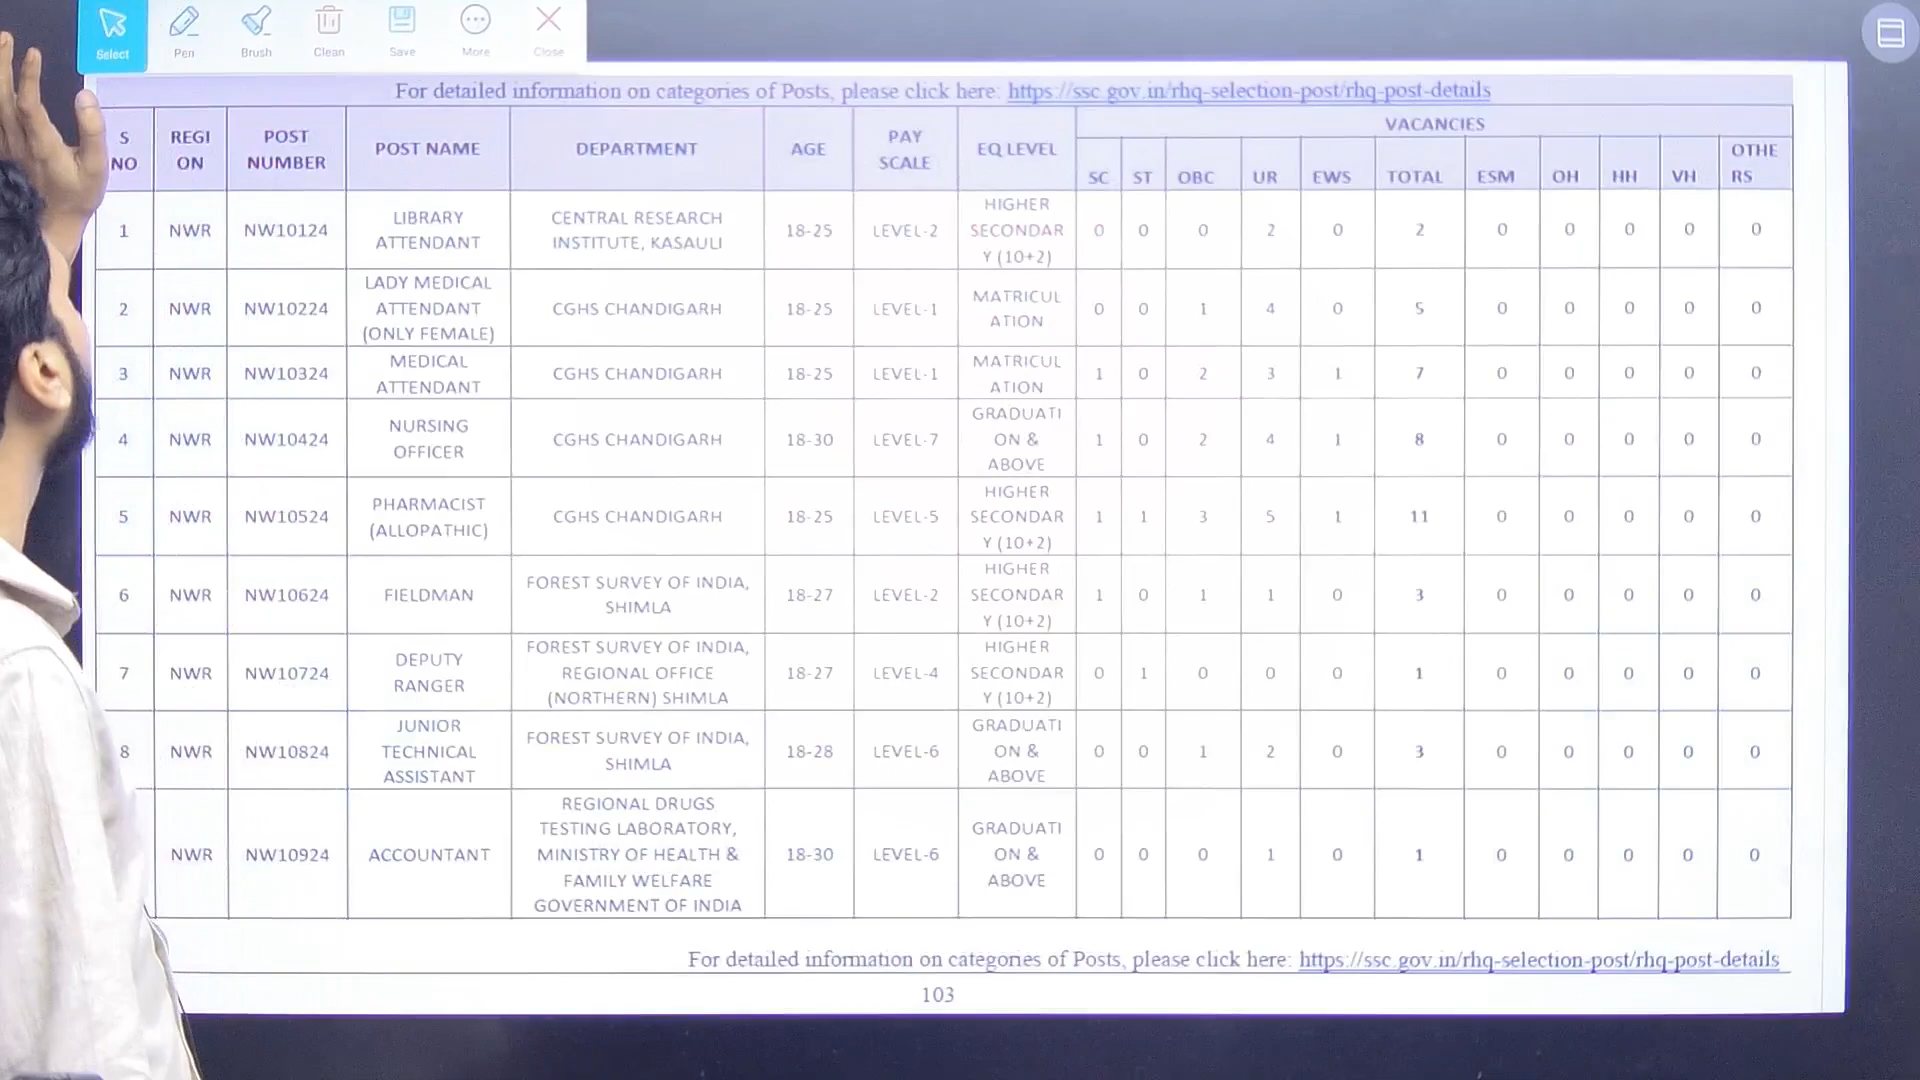 Select Pen Brush Clean Save More Close
For detailed information on categories of Posts, please click here: https://ssc.gov.in/rhq-selection-post/rhq-post-details
S NO REGI ON POST NUMBER POST NAME DEPARTMENT AGE PAY SCALE EQ LEVEL VACANCIES
SC ST OBC UR EWS TOTAL ESM OH HH VH OTHE RS
1 NWR NW10124 LIBRARY ATTENDANT CENTRAL RESEARCH INSTITUTE, KASAULI 18-25 LEVEL-2 HIGHER SECONDAR Y (10+2) 0 0 0 2 0 2 0 0 0 0 0
2 NWR NW10224 LADY MEDICAL ATTENDANT (ONLY FEMALE) CGHS CHANDIGARH 18-25 LEVEL-1 MATRICUL ATION 0 0 1 4 0 5 0 0 0 0 0
3 NWR NW10324 MEDICAL ATTENDANT CGHS CHANDIGARH 18-25 LEVEL-1 MATRICUL ATION 1 0 2 3 1 7 0 0 0 0 0
4 NWR NW10424 NURSING OFFICER CGHS CHANDIGARH 18-30 LEVEL-7 GRADUATI ON & ABOVE 1 0 2 4 1 8 0 0 0 0 0
5 NWR NW10524 PHARMACIST (ALLOPATHIC) CGHS CHANDIGARH 18-25 LEVEL-5 HIGHER SECONDAR Y (10+2) 1 1 3 5 1 11 0 0 0 0 0
6 NWR NW10624 FIELDMAN FOREST SURVEY OF INDIA, SHIMLA 18-27 LEVEL-2 HIGHER SECONDAR Y (10+2) 1 0 1 1 0 3 0 0 0 0 0
7 NWR NW10724 DEPUTY RANGER FOREST SURVEY OF INDIA, REGIONAL OFFICE (NORTHERN) SHIMLA 18-27 LEVEL-4 HIGHER SECONDAR Y (10+2) 0 1 0 0 0 1 0 0 0 0 0
8 NWR NW10824 JUNIOR TECHNICAL ASSISTANT FOREST SURVEY OF INDIA, SHIMLA 18-28 LEVEL-6 GRADUATI ON & ABOVE 0 0 1 2 0 3 0 0 0 0 0
NWR NW10924 ACCOUNTANT REGIONAL DRUGS TESTING LABORATORY, MINISTRY OF HEALTH & FAMILY WELFARE GOVERNMENT OF INDIA 18-30 LEVEL-6 GRADUATI ON & ABOVE 0 0 0 1 0 1 0 0 0 0 0
For detailed information on categories of Posts, please click here: https://ssc.gov.in/rhq-selection-post/rhq-post-details
103